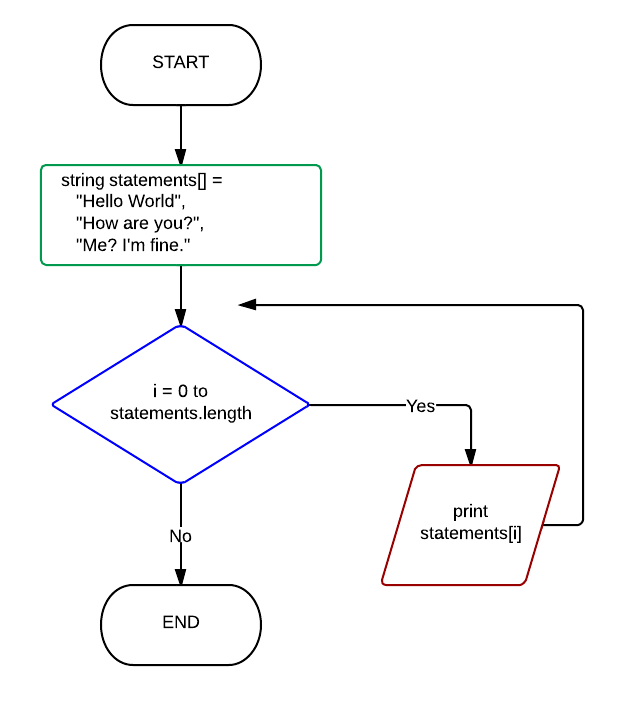 START
string statements[] =
"Hello World",
"How are you?",
"Me? I'm fine."
i = 0 to
statements.length
Yes
print
statements[i]
No
END